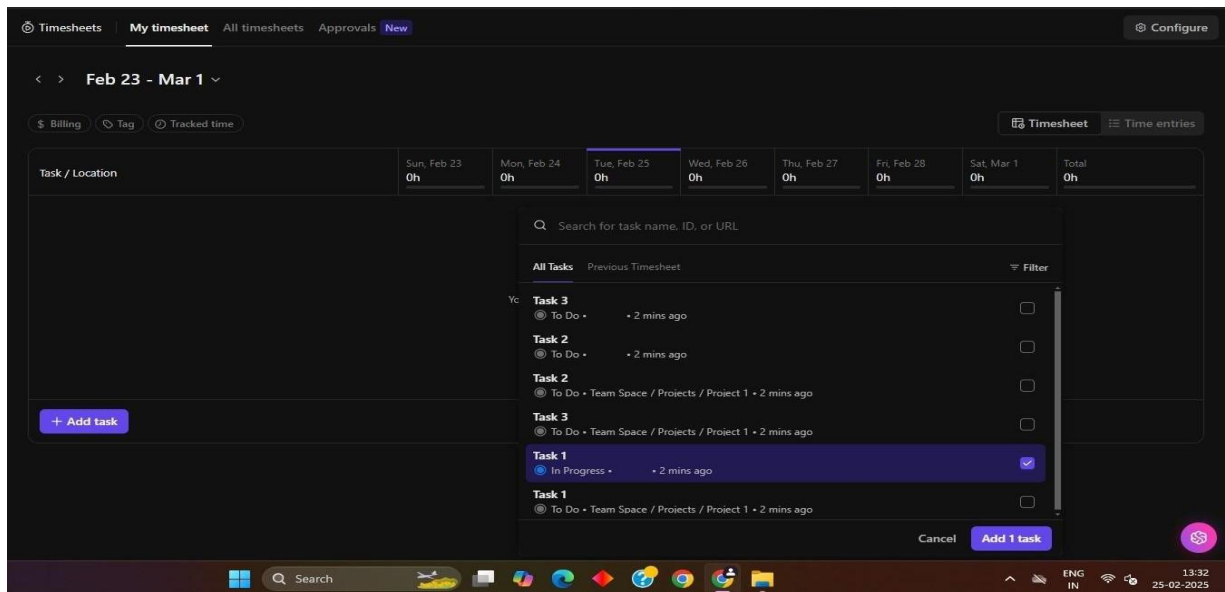 Timesheets My timesheet All timesheets Approvals New Configure
Feb 23 - Mar 1
$ Billing Tag Tracked time Timesheet Time entries
Task / Location Sun, Feb 23 Mon, Feb 24 Tue, Feb 25 Wed, Feb 26 Thu, Feb 27 Fri, Feb 28 Sat, Mar 1 Total
0h 0h 0h 0h 0h 0h 0h 0h
Search for task name, ID, or URL
All Tasks Previous Timesheet Filter
Yo
Task 3
To Do • • 2 mins ago
Task 2
To Do • • 2 mins ago
Task 2
To Do • Team Space / Projects / Project 1 • 2 mins ago
Task 3
To Do • Team Space / Projects / Project 1 • 2 mins ago
+ Add task
Task 1
In Progress • • 2 mins ago
Task 1
To Do • Team Space / Projects / Project 1 • 2 mins ago
Cancel Add 1 task
Search ENG 13:32
IN 25-02-2025